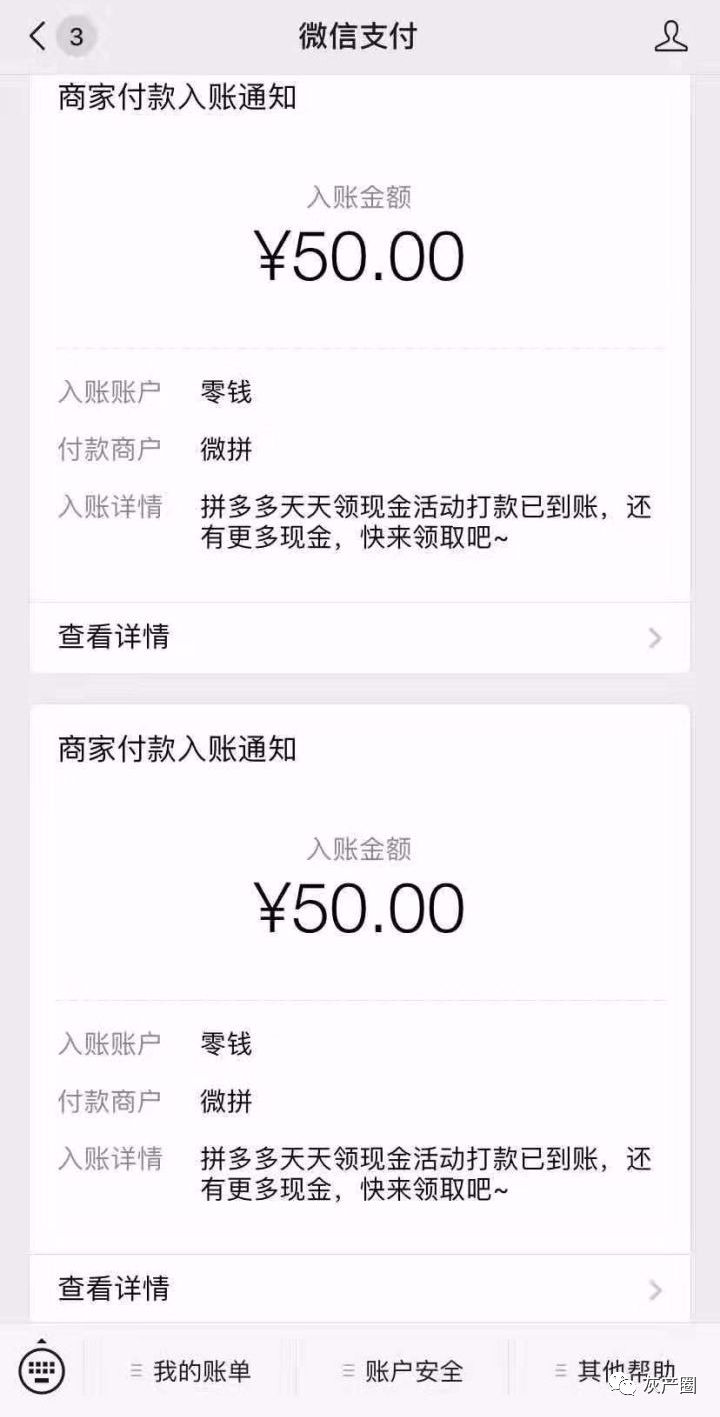 3
微信支付
商家付款入账通知
入账金额
¥50.00
入账账户 零钱
付款商户 微拼
入账详情 拼多多天天领现金活动打款已到账，还
有更多现金，快来领取吧~
查看详情
商家付款入账通知
入账金额
¥50.00
入账账户 零钱
付款商户 微拼
入账详情 拼多多天天领现金活动打款已到账，还
有更多现金，快来领取吧~
查看详情
我的账单 账户安全 其他帮助
灰产圈